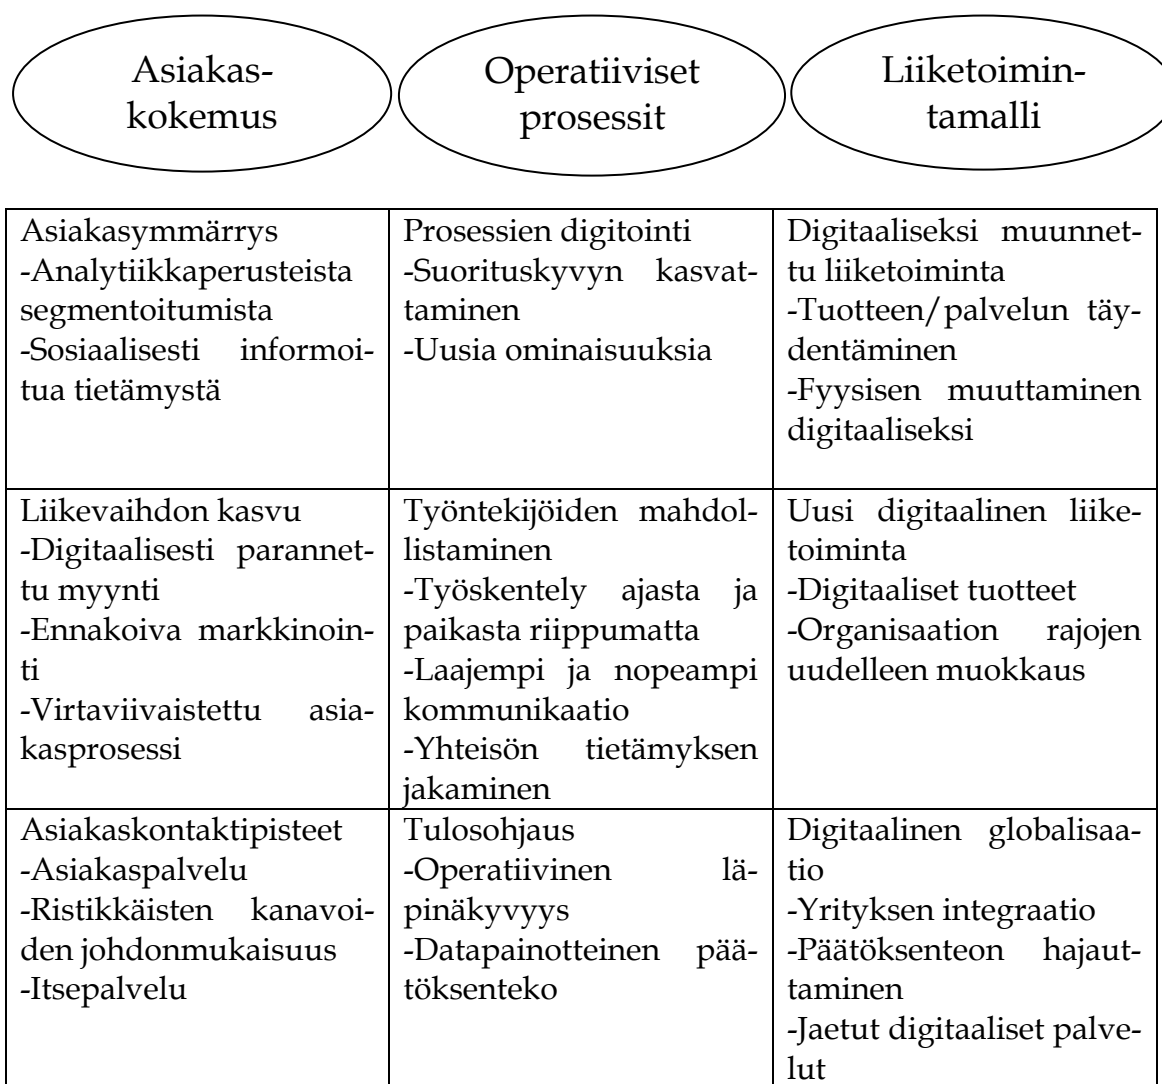 Asiakas-
kokemus
Operatiiviset
prosessit
Liiketoimin-
tamalli
Asiakasymmärrys
-Analytiikkaperusteista
segmentoitumista
-Sosiaalisesti informoi-
tua tietämystä
Prosessien digitointi
-Suorituskyvyn kasvat-
taminen
-Uusia ominaisuuksia
Digitaaliseksi muunnet-
tu liiketoiminta
-Tuotteen/palvelun täy-
dentäminen
-Fyysisen muuttaminen
digitaaliseksi
Liikevaihdon kasvu
-Digitaalisesti parannet-
tu myynti
-Ennakoiva markkinoin-
ti
-Virtaviivaistettu asia-
kasprosessi
Työntekijöiden mahdol-
listaminen
-Työskentely ajasta ja
paikasta riippumatta
-Laajempi ja nopeampi
kommunikaatio
-Yhteisön tietämyksen
jakaminen
Uusi digitaalinen liike-
toiminta
-Digitaaliset tuotteet
-Organisaation rajojen
uudelleen muokkaus
Asiakaskontaktipisteet
-Asiakaspalvelu
-Ristikkäisten kanavoi-
den johdonmukaisuus
-Itsepalvelu
Tulosohjaus
-Operatiivinen lä-
pinäkyvyys
-Datapainotteinen pää-
töksenteko
Digitaalinen globalisaa-
tio
-Yrityksen integraatio
-Päätöksenteon hajaut-
taminen
-Jaetut digitaaliset palve-
lut